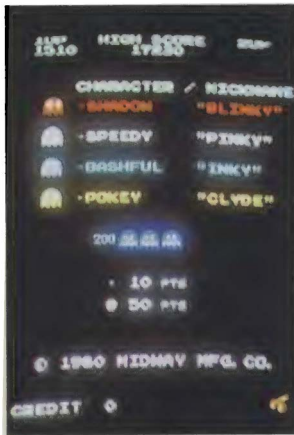 1UP HIGH SCORE 2UP
1510 17230
CHARACTER / NICKNAME
-SHADOW "BLINKY"
-SPEEDY "PINKY"
-BASHFUL "INKY"
-POKEY "CLYDE"
200
10 PTS
50 PTS
© 1980 MIDWAY MFG. CO.
CREDIT 0